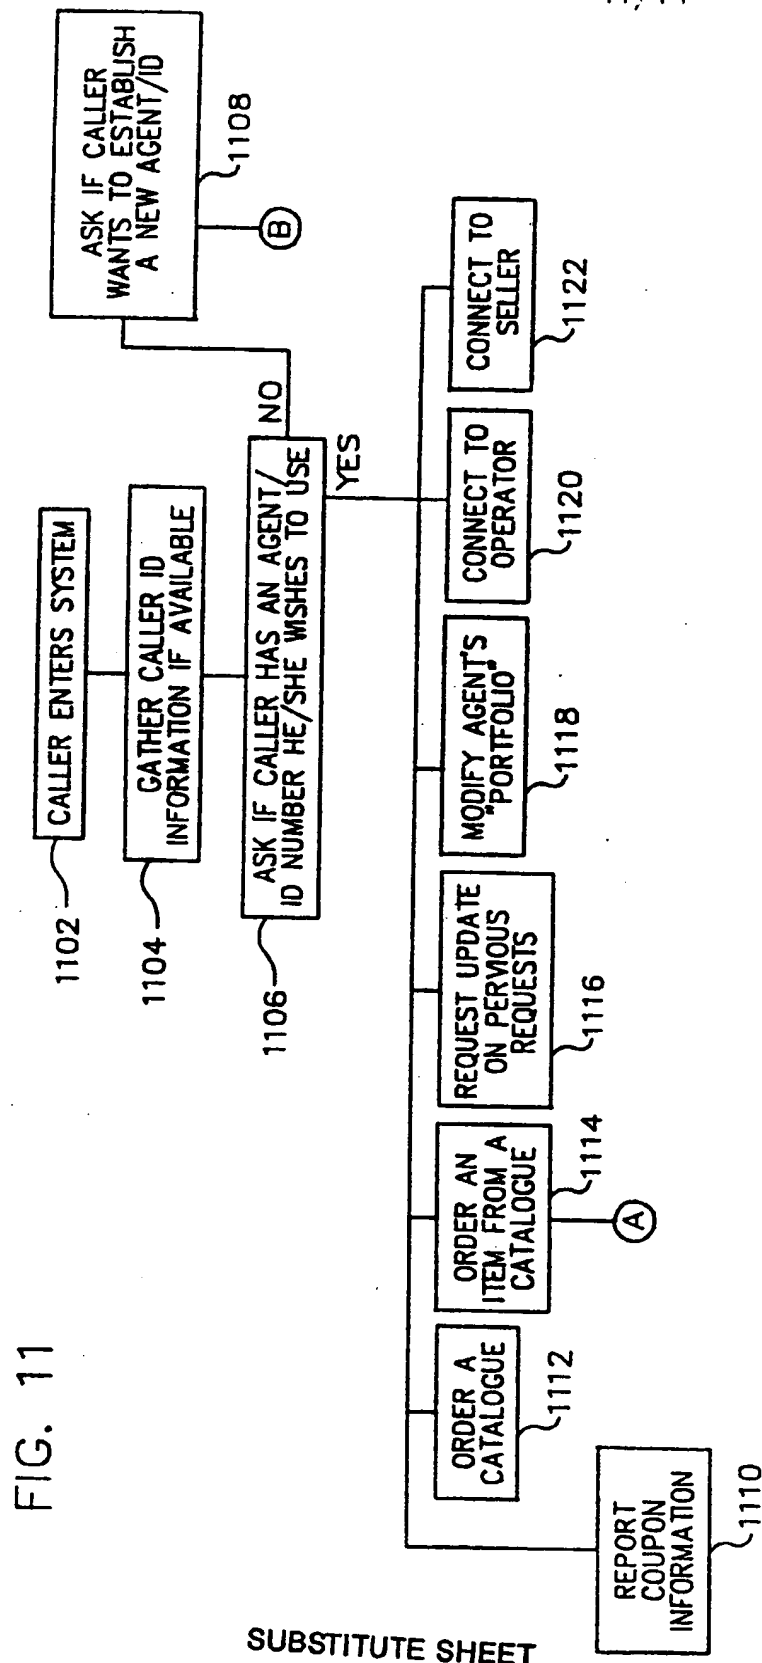 FIG. 11
1102
CALLER ENTERS SYSTEM
1104
GATHER CALLER ID
INFORMATION IF AVAILABLE
1106
ASK IF CALLER HAS AN AGENT/
ID NUMBER HE/SHE WISHES TO USE
NO
YES
ASK IF CALLER
WANTS TO ESTABLISH
A NEW AGENT/ID
1108
B
REPORT
COUPON
INFORMATION
1110
ORDER A
CATALOGUE
1112
ORDER AN
ITEM FROM A
CATALOGUE
1114
A
REQUEST UPDATE
ON PERVIOUS
REQUESTS
1116
MODIFY AGENT'S
"PORTFOLIO"
1118
CONNECT TO
OPERATOR
1120
CONNECT TO
SELLER
1122
SUBSTITUTE SHEET